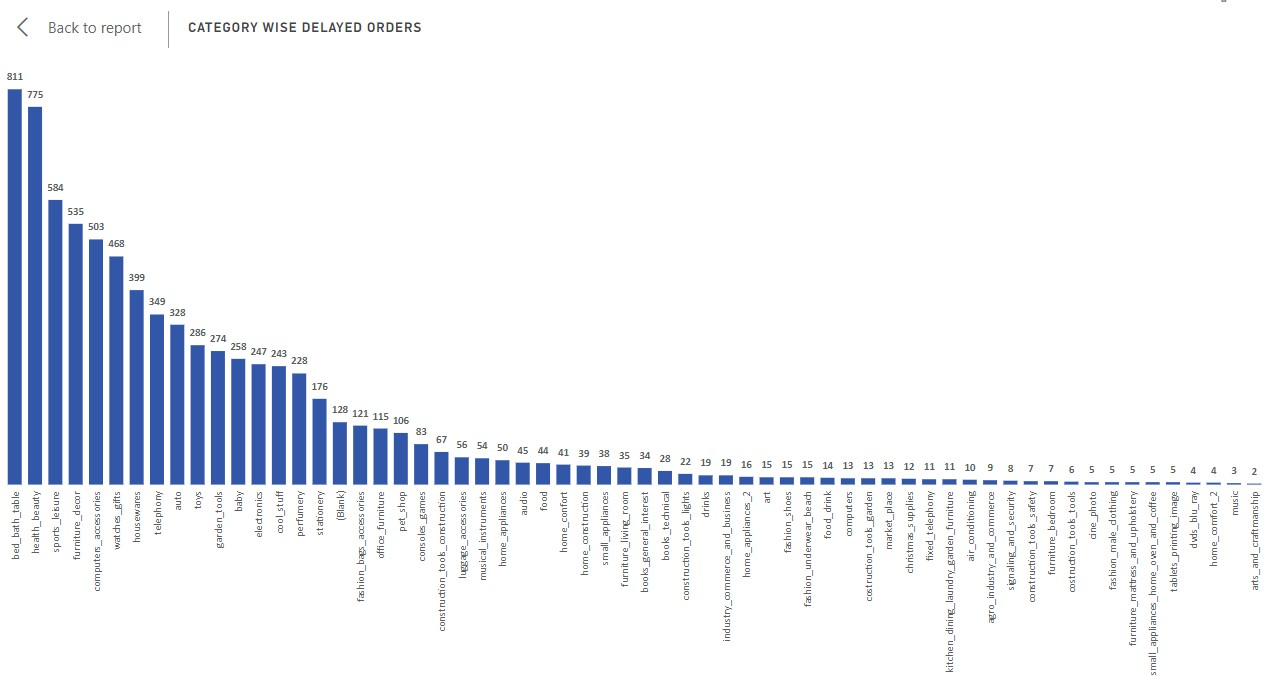 Back to report
CATEGORY WISE DELAYED ORDERS
811
775
584
535
503
468
399
349
328
286
274
258
247
243
228
176
128
121
115
106
83
67
56
54
50
45
44
41
39
38
35
34
28
22
19
19
16
15
15
15
14
13
13
13
12
11
11
10
9
8
7
7
6
5
5
5
5
5
4
4
3
2
bed_bath_table
health_beauty
sports_leisure
furniture_decor
computers_accessories
watches_gifts
housewares
telephony
auto
toys
garden_tools
baby
electronics
cool_stuff
perfumery
stationery
(Blank)
fashion_bags_accessories
office_furniture
pet_shop
consoles_games
construction_tools_construction
luggage_accessories
musical_instruments
home_appliances
audio
food
home_confort
home_construction
small_appliances
furniture_living_room
books_general_interest
books_technical
construction_tools_lights
drinks
industry_commerce_and_business
home_appliances_2
art
fashion_shoes
fashion_underwear_beach
food_drink
computers
costruction_tools_garden
market_place
christmas_supplies
fixed_telephony
kitchen_dining_laundry_garden_furniture
air_conditioning
agro_industry_and_commerce
signaling_and_security
construction_tools_safety
furniture_bedroom
costruction_tools_tools
cine_photo
fashion_male_clothing
furniture_mattress_and_upholstery
small_appliances_home_oven_and_coffee
tablets_printing_image
dvds_blu_ray
home_comfort_2
music
arts_and_craftmanship